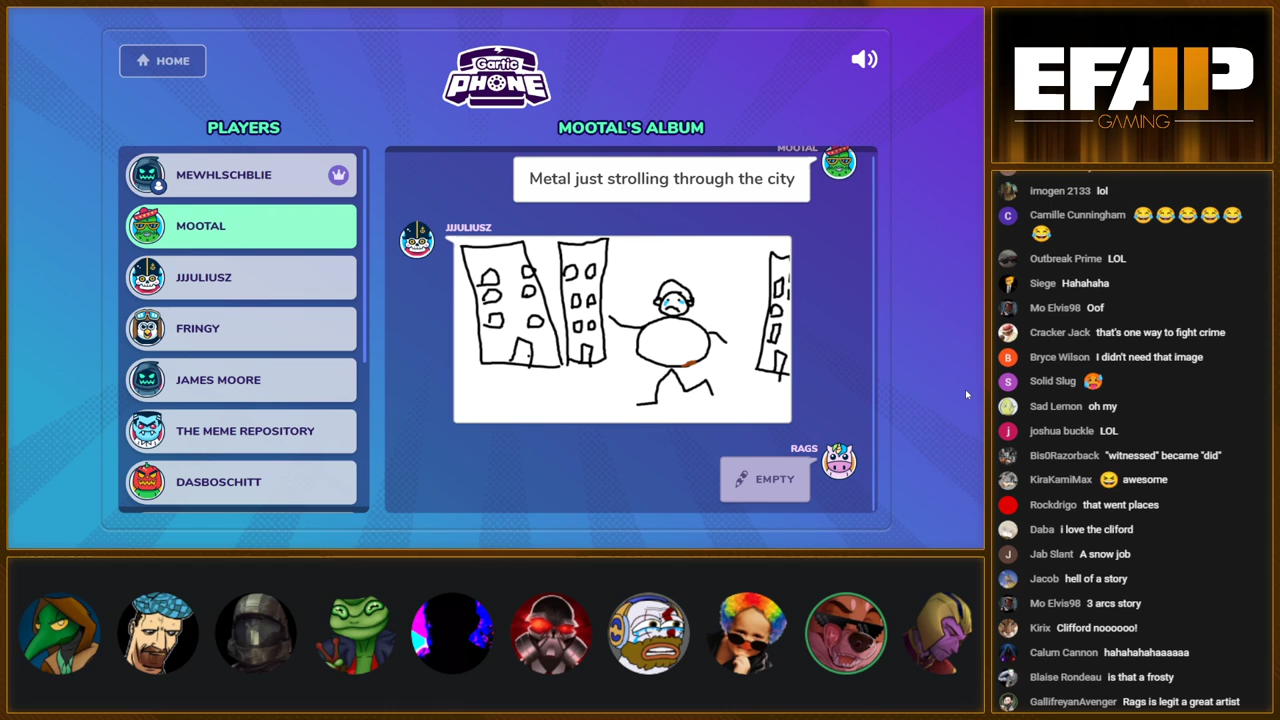 HOME
Gartic
PHONE
PLAYERS
MOOTAL'S ALBUM
MEWHLSCHBLIE
MOOTAL
JJJULIUSZ
FRINGY
JAMES MOORE
THE MEME REPOSITORY
DASBOSCHITT
MOOTAL
Metal just strolling through the city
JJJULIUSZ
RAGS
EMPTY
EFAP
GAMING
imogen 2133 lol
C Camille Cunningham 😂😂😂😂😂
😂
Outbreak Prime LOL
Siege Hahahaha
Mo Elvis98 Oof
Cracker Jack that's one way to fight crime
B Bryce Wilson I didn't need that image
S Solid Slug 🥵
Sad Lernon oh my
j joshua buckle LOL
Bis0Razorback "witnessed" became "did"
KiraKamiMax 😆 awesome
Rockdrigo that went places
Daba i love the cliford
J Jab Slant A snow job
Jacob hell of a story
Mo Elvis98 3 arcs story
Kirix Clifford noooooo!
Calum Cannon hahahahahaaaaaa
Blaise Rondeau is that a frosty
GallifreyanAvenger Rags is legit a great artist